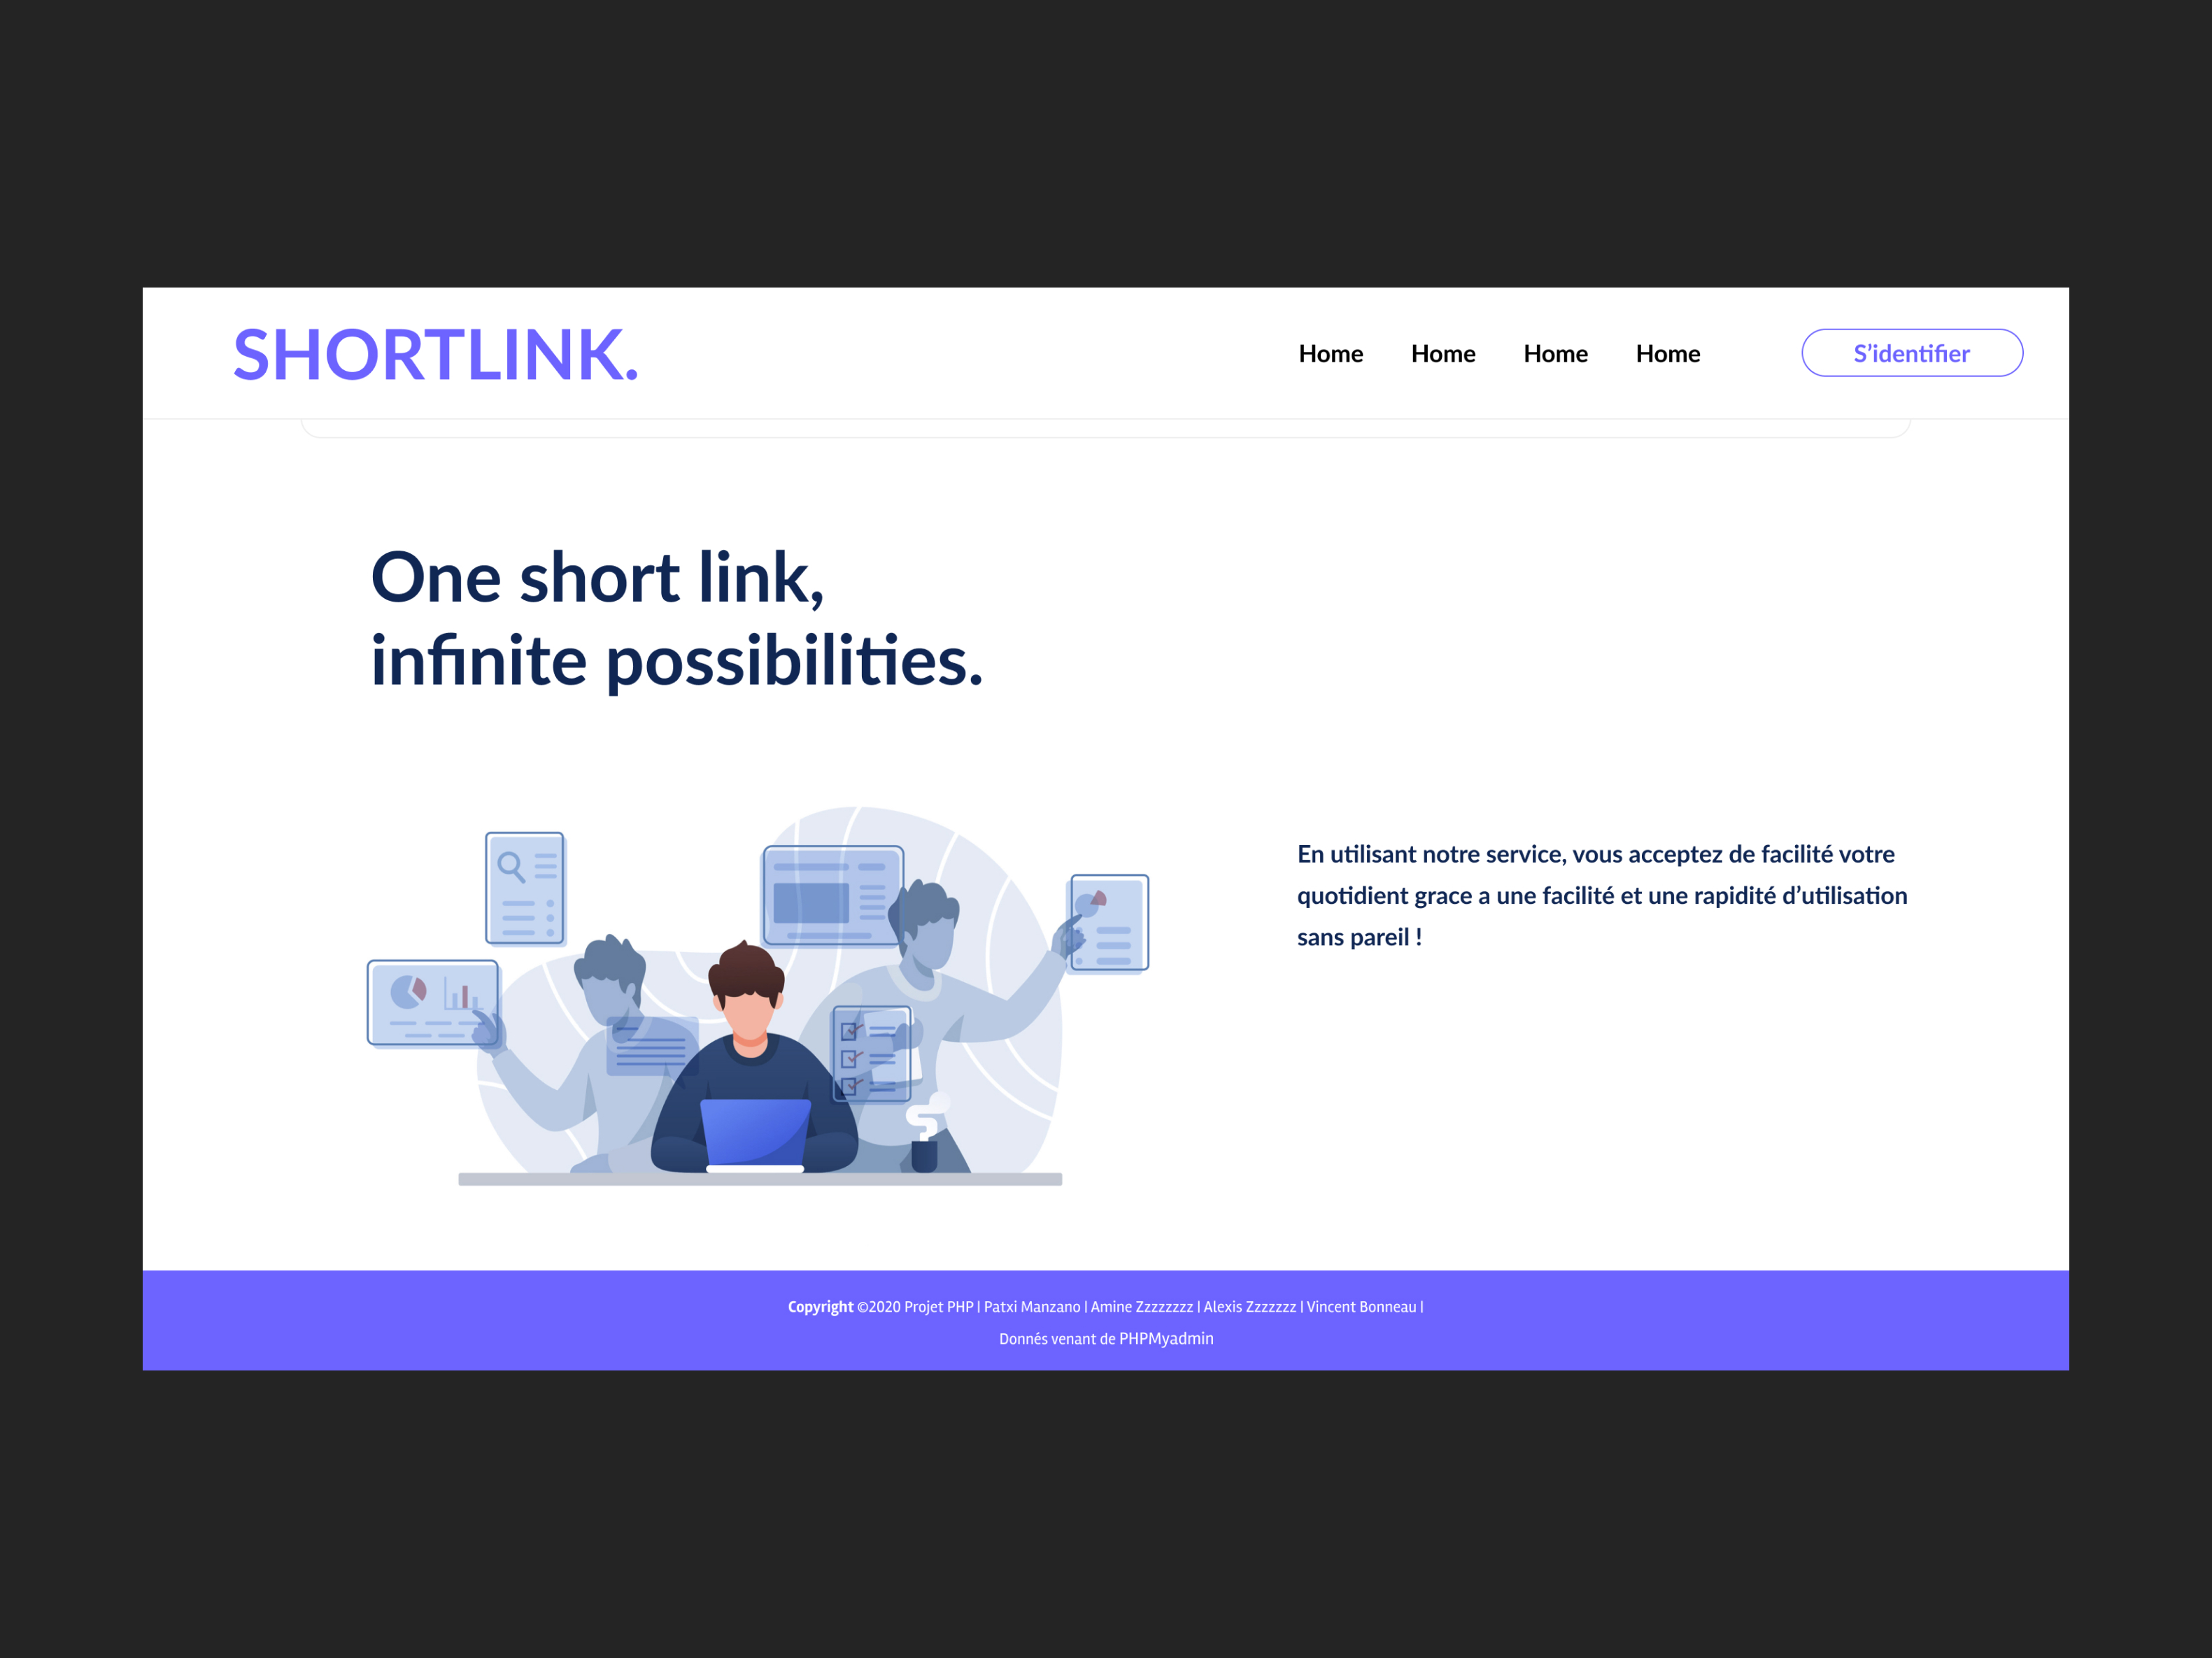 SHORTLINK.
Home Home Home Home S'identifier
One short link,
infinite possibilities.
En utilisant notre service, vous acceptez de facilité votre
quotidient grace a une facilité et une rapidité d’utilisation
sans pareil !
Copyright ©2020 Projet PHP | Patxi Manzano | Amine Zzzzzzzz | Alexis Zzzzzzz | Vincent Bonneau |
Donnés venant de PHPMyadmin